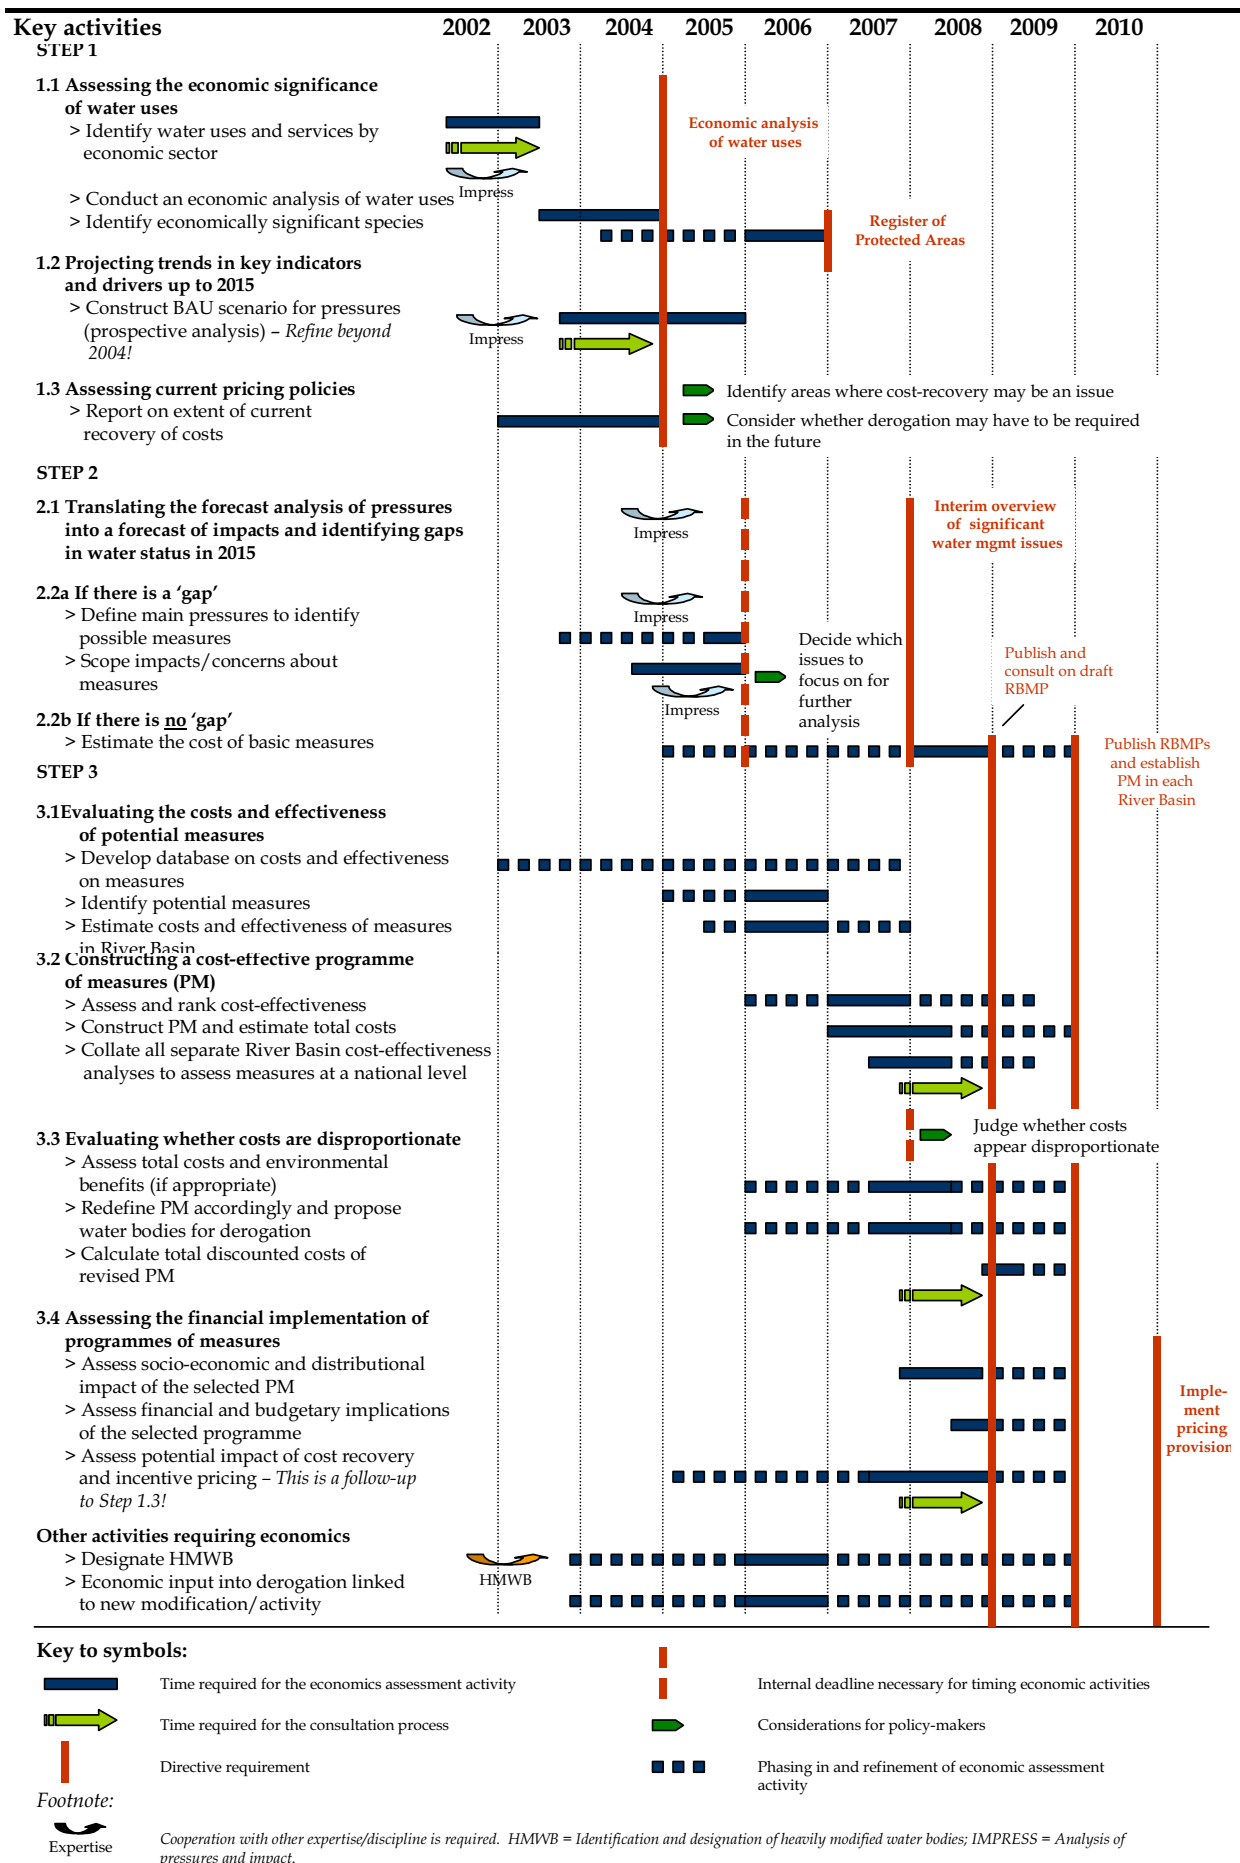 Key activities 2002 2003 2004 2005 2006 2007 2008 2009 2010
STEP 1
1.1 Assessing the economic significance
of water uses
> Identify water uses and services by
economic sector
Economic analysis
of water uses
Impress
> Conduct an economic analysis of water uses
> Identify economically significant species
Register of
Protected Areas
1.2 Projecting trends in key indicators
and drivers up to 2015
> Construct BAU scenario for pressures
(prospective analysis) – Refine beyond
2004!
Impress
1.3 Assessing current pricing policies
> Report on extent of current
recovery of costs
Identify areas where cost-recovery may be an issue
Consider whether derogation may have to be required
in the future
STEP 2
2.1 Translating the forecast analysis of pressures
into a forecast of impacts and identifying gaps
in water status in 2015
Impress
Interim overview
of significant
water mgmt issues
2.2a If there is a ‘gap’
> Define main pressures to identify
possible measures
> Scope impacts/concerns about
measures
Impress
Impress
Decide which
issues to
focus on for
further
analysis
Publish and
consult on draft
RBMP
2.2b If there is no ‘gap’
> Estimate the cost of basic measures
Publish RBMPs
and establish
PM in each
River Basin
STEP 3
3.1Evaluating the costs and effectiveness
of potential measures
> Develop database on costs and effectiveness
on measures
> Identify potential measures
> Estimate costs and effectiveness of measures
in River Basin
3.2 Constructing a cost-effective programme
of measures (PM)
> Assess and rank cost-effectiveness
> Construct PM and estimate total costs
> Collate all separate River Basin cost-effectiveness
analyses to assess measures at a national level
3.3 Evaluating whether costs are disproportionate
> Assess total costs and environmental
benefits (if appropriate)
> Redefine PM accordingly and propose
water bodies for derogation
> Calculate total discounted costs of
revised PM
Judge whether costs
appear disproportionate
3.4 Assessing the financial implementation of
programmes of measures
> Assess socio-economic and distributional
impact of the selected PM
> Assess financial and budgetary implications
of the selected programme
> Assess potential impact of cost recovery
and incentive pricing – This is a follow-up
to Step 1.3!
Imple-
ment
pricing
provision
Other activities requiring economics
> Designate HMWB
> Economic input into derogation linked
to new modification/activity
HMWB
Key to symbols:
Time required for the economics assessment activity
Internal deadline necessary for timing economic activities
Time required for the consultation process
Considerations for policy-makers
Directive requirement
Phasing in and refinement of economic assessment
activity
Footnote:
Expertise
Cooperation with other expertise/discipline is required. HMWB = Identification and designation of heavily modified water bodies; IMPRESS = Analysis of
pressures and impact.